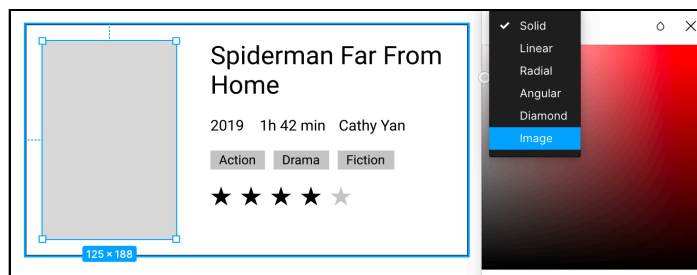 Spiderman Far From
Home
2019 1h 42 min Cathy Yan
Action Drama Fiction
125 × 188
Solid
Linear
Radial
Angular
Diamond
Image